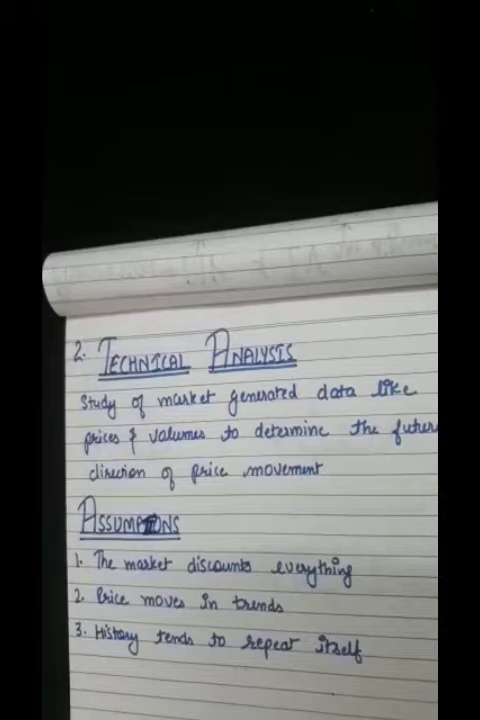 2. TECHNICAL ANALYSIS
Study of market generated data like
prices & volumes to determine the future
direction of price movement
ASSUMPTIONS
1. The market discounts everything
2. Price moves in trends
3. History tends to repeat itself